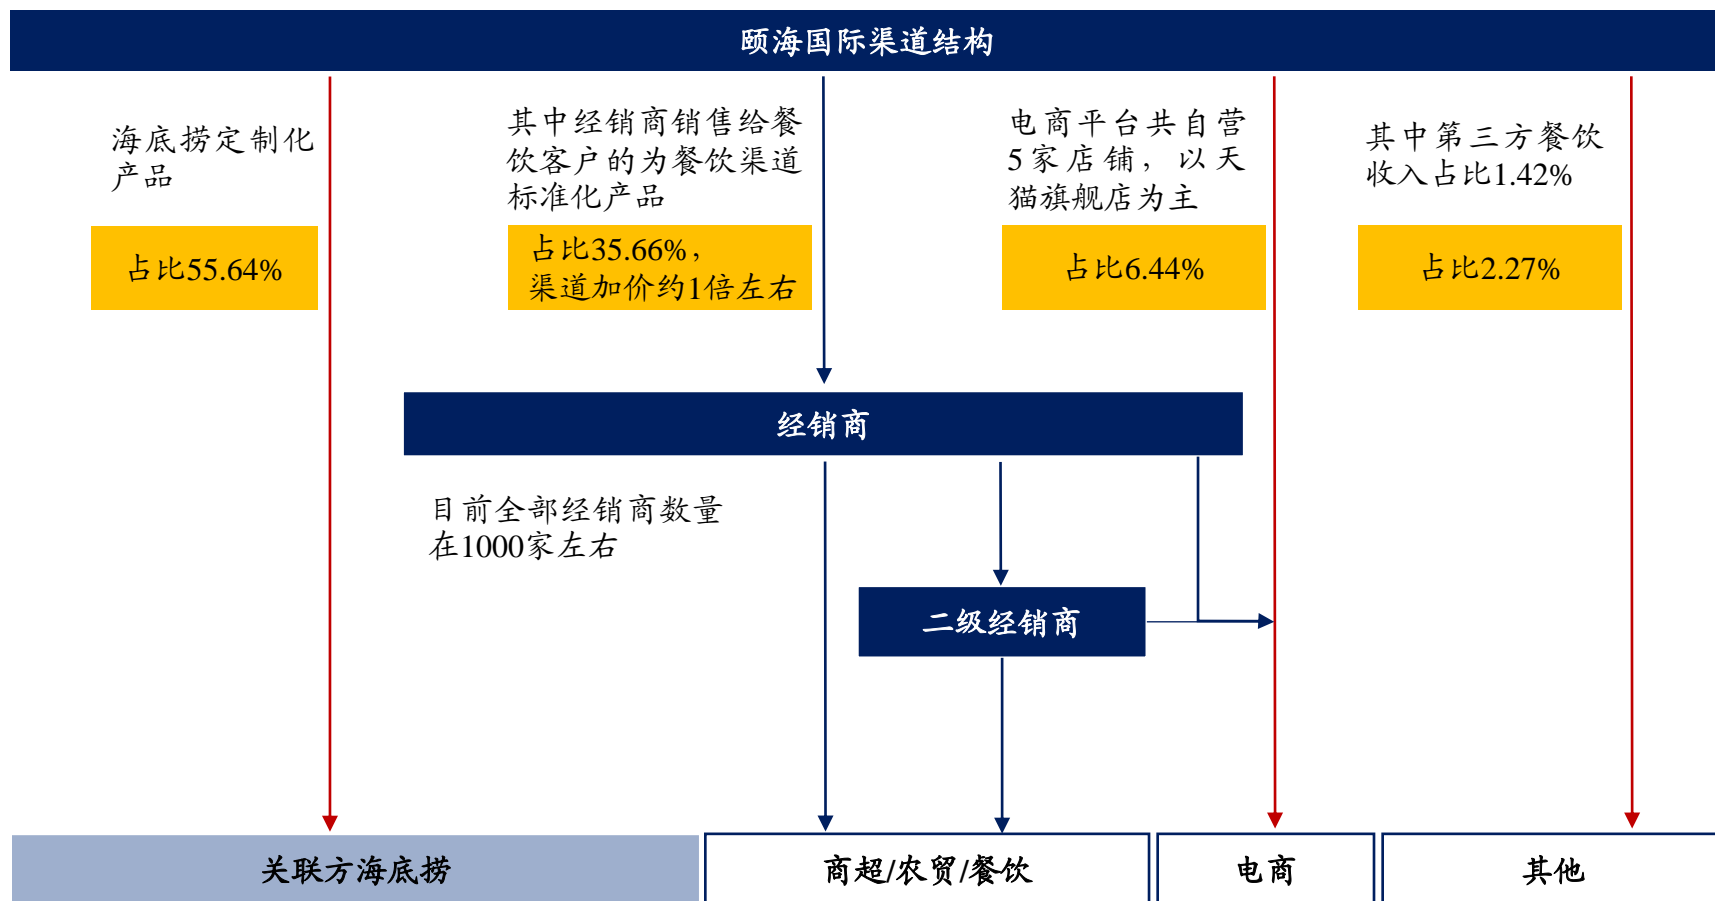 颐海国际渠道结构
海底捞定制化
产品
占比55.64%
其中经销商销售给餐
饮客户的为餐饮渠道
标准化产品
占比35.66%，
渠道加价约1倍左右
电商平台共自营
5家店铺，以天
猫旗舰店为主
占比6.44%
其中第三方餐饮
收入占比1.42%
占比2.27%
经销商
目前全部经销商数量
在1000家左右
二级经销商
关联方海底捞
商超/农贸/餐饮
电商
其他